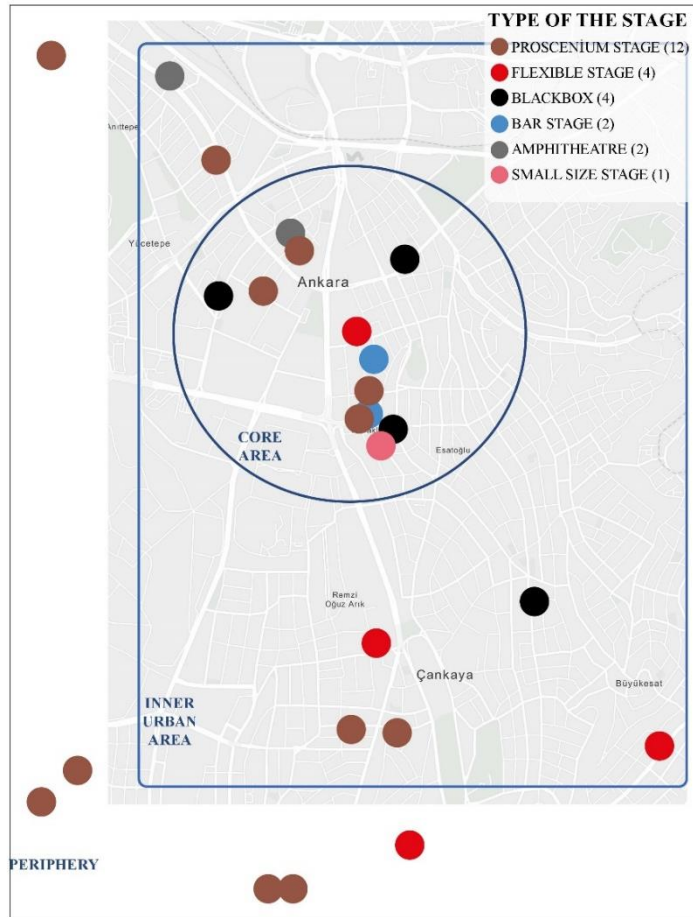 TYPE OF THE STAGE
PROSCENIUM STAGE (12)
FLEXIBLE STAGE (4)
BLACKBOX (4)
BAR STAGE (2)
AMPHITHEATRE (2)
SMALL SIZE STAGE (1)
Anıttepe
Yücetepe
Ankara
CORE
AREA
Esatoğlu
Remzi
Oğuz Arık
Çankaya
Büyükesat
INNER
URBAN
AREA
PERIPHERY